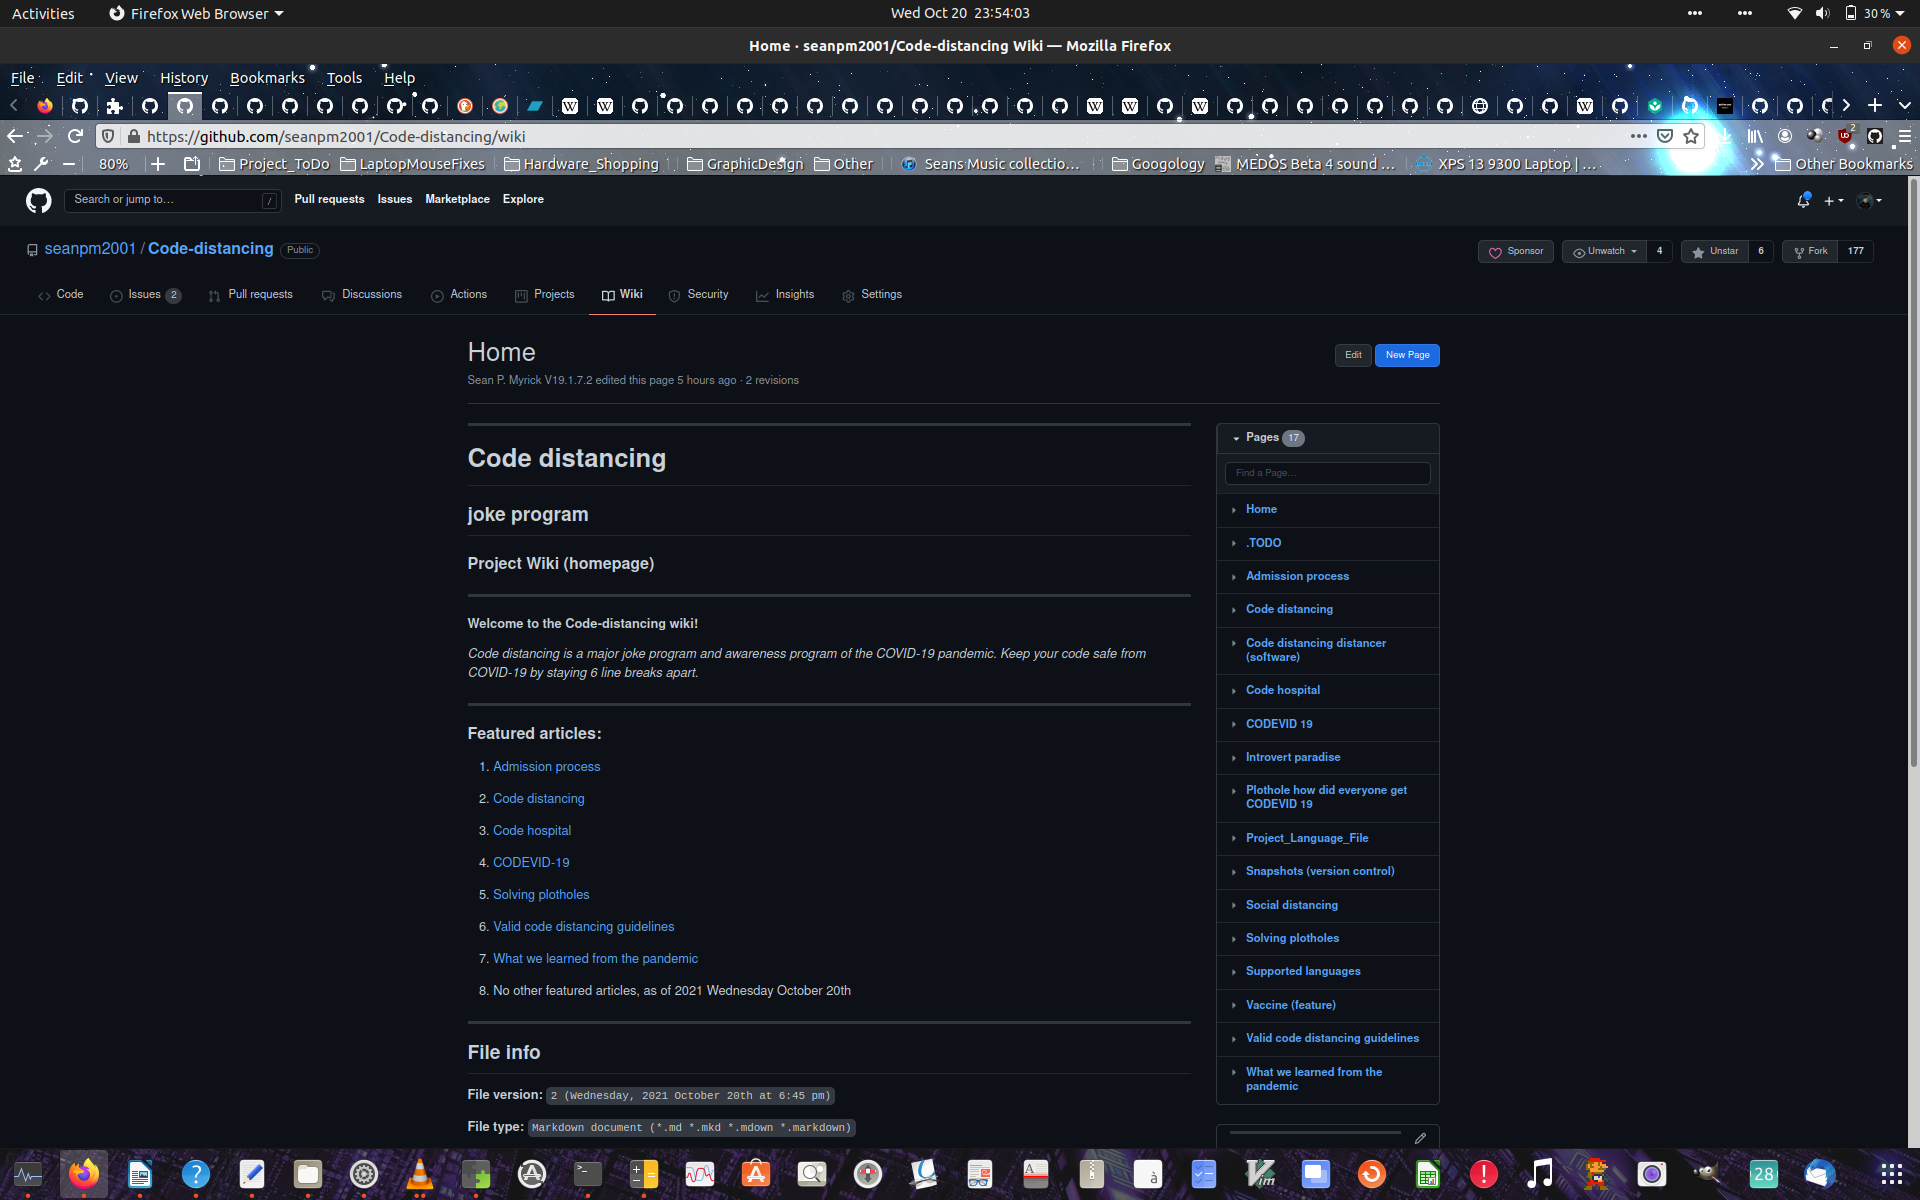 Activities Firefox Web Browser Wed Oct 20 23:54:03 30 %
Home · seanpm2001/Code-distancing Wiki — Mozilla Firefox
File Edit View History Bookmarks Tools Help
https://github.com/seanpm2001/Code-distancing/wiki
80% Project_ToDo LaptopMouseFixes Hardware_Shopping GraphicDesign Other Seans Music collectio… Googology MEDOS Beta 4 sound … XPS 13 9300 Laptop | … Other Bookmarks
Search or jump to… / Pull requests Issues Marketplace Explore
seanpm2001 / Code-distancing Public Sponsor Unwatch 4 Unstar 6 Fork 177
Code Issues 2 Pull requests Discussions Actions Projects Wiki Security Insights Settings
Home
Edit New Page
Sean P. Myrick V19.1.7.2 edited this page 5 hours ago · 2 revisions
Code distancing
joke program
Project Wiki (homepage)
Welcome to the Code-distancing wiki!
Code distancing is a major joke program and awareness program of the COVID-19 pandemic. Keep your code safe from
COVID-19 by staying 6 line breaks apart.
Featured articles:
1. Admission process
2. Code distancing
3. Code hospital
4. CODEVID-19
5. Solving plotholes
6. Valid code distancing guidelines
7. What we learned from the pandemic
8. No other featured articles, as of 2021 Wednesday October 20th
File info
File version: 2 (Wednesday, 2021 October 20th at 6:45 pm)
File type: Markdown document (*.md *.mkd *.mdown *.markdown)
Pages 17
Find a Page…
Home
.TODO
Admission process
Code distancing
Code distancing distancer
(software)
Code hospital
CODEVID 19
Introvert paradise
Plothole how did everyone get
CODEVID 19
Project_Language_File
Snapshots (version control)
Social distancing
Solving plotholes
Supported languages
Vaccine (feature)
Valid code distancing guidelines
What we learned from the
pandemic
28